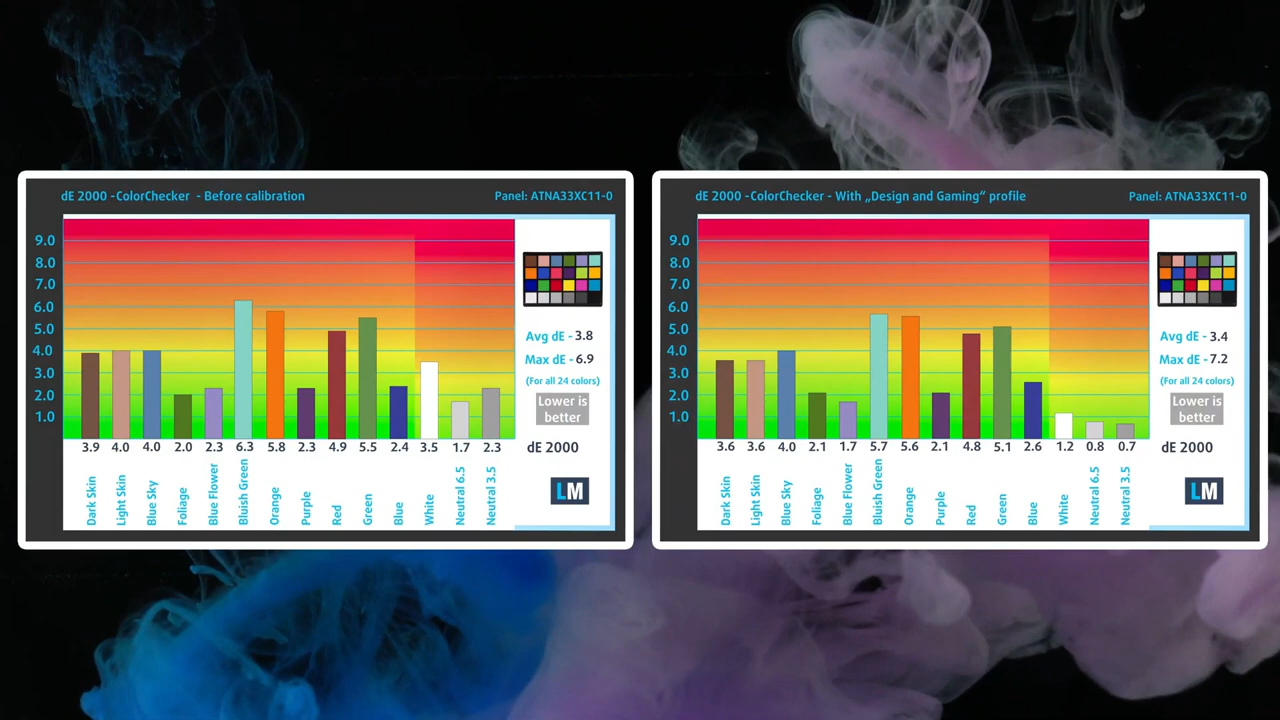 dE 2000 -ColorChecker - Before calibration
Panel: ATNA33XC11-0
9.0
8.0
7.0
6.0
5.0
4.0
3.0
2.0
1.0
Avg dE - 3.8
Max dE - 6.9
(For all 24 colors)
Lower is
better
3.9 4.0 4.0 2.0 2.3 6.3 5.8 2.3 4.9 5.5 2.4 3.5 1.7 2.3
dE 2000
Dark Skin
Light Skin
Blue Sky
Foliage
Blue Flower
Bluish Green
Orange
Purple
Red
Green
Blue
White
Neutral 6.5
Neutral 3.5
LM
dE 2000 -ColorChecker - With „Design and Gaming“ profile
Panel: ATNA33XC11-0
9.0
8.0
7.0
6.0
5.0
4.0
3.0
2.0
1.0
Avg dE - 3.4
Max dE - 7.2
(For all 24 colors)
Lower is
better
3.6 3.6 4.0 2.1 1.7 5.7 5.6 2.1 4.8 5.1 2.6 1.2 0.8 0.7
dE 2000
Dark Skin
Light Skin
Blue Sky
Foliage
Blue Flower
Bluish Green
Orange
Purple
Red
Green
Blue
White
Neutral 6.5
Neutral 3.5
LM